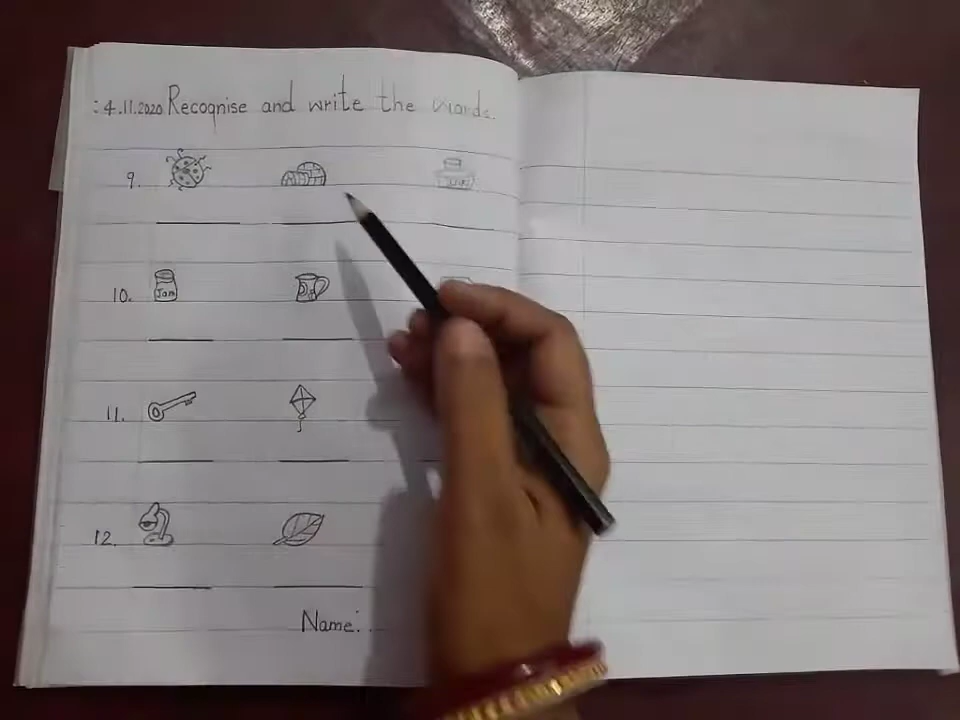 :4.11.2020 Recognise and write the words.
9.
10. Jam
11.
12.
Name: